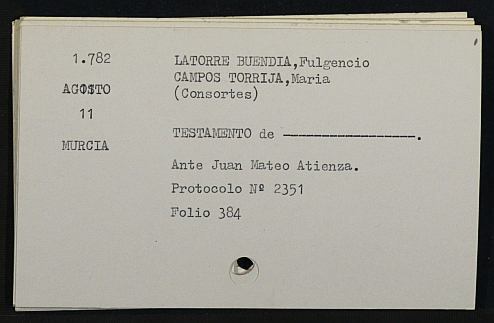 1.782
AGOSTO
11
MURCIA
LATORRE BUENDIA,Fulgencio
CAMPOS TORRIJA,Maria
(Consortes)
TESTAMENTO de ------------------.
Ante Juan Mateo Atienza.
Protocolo Nº 2351
Folio 384